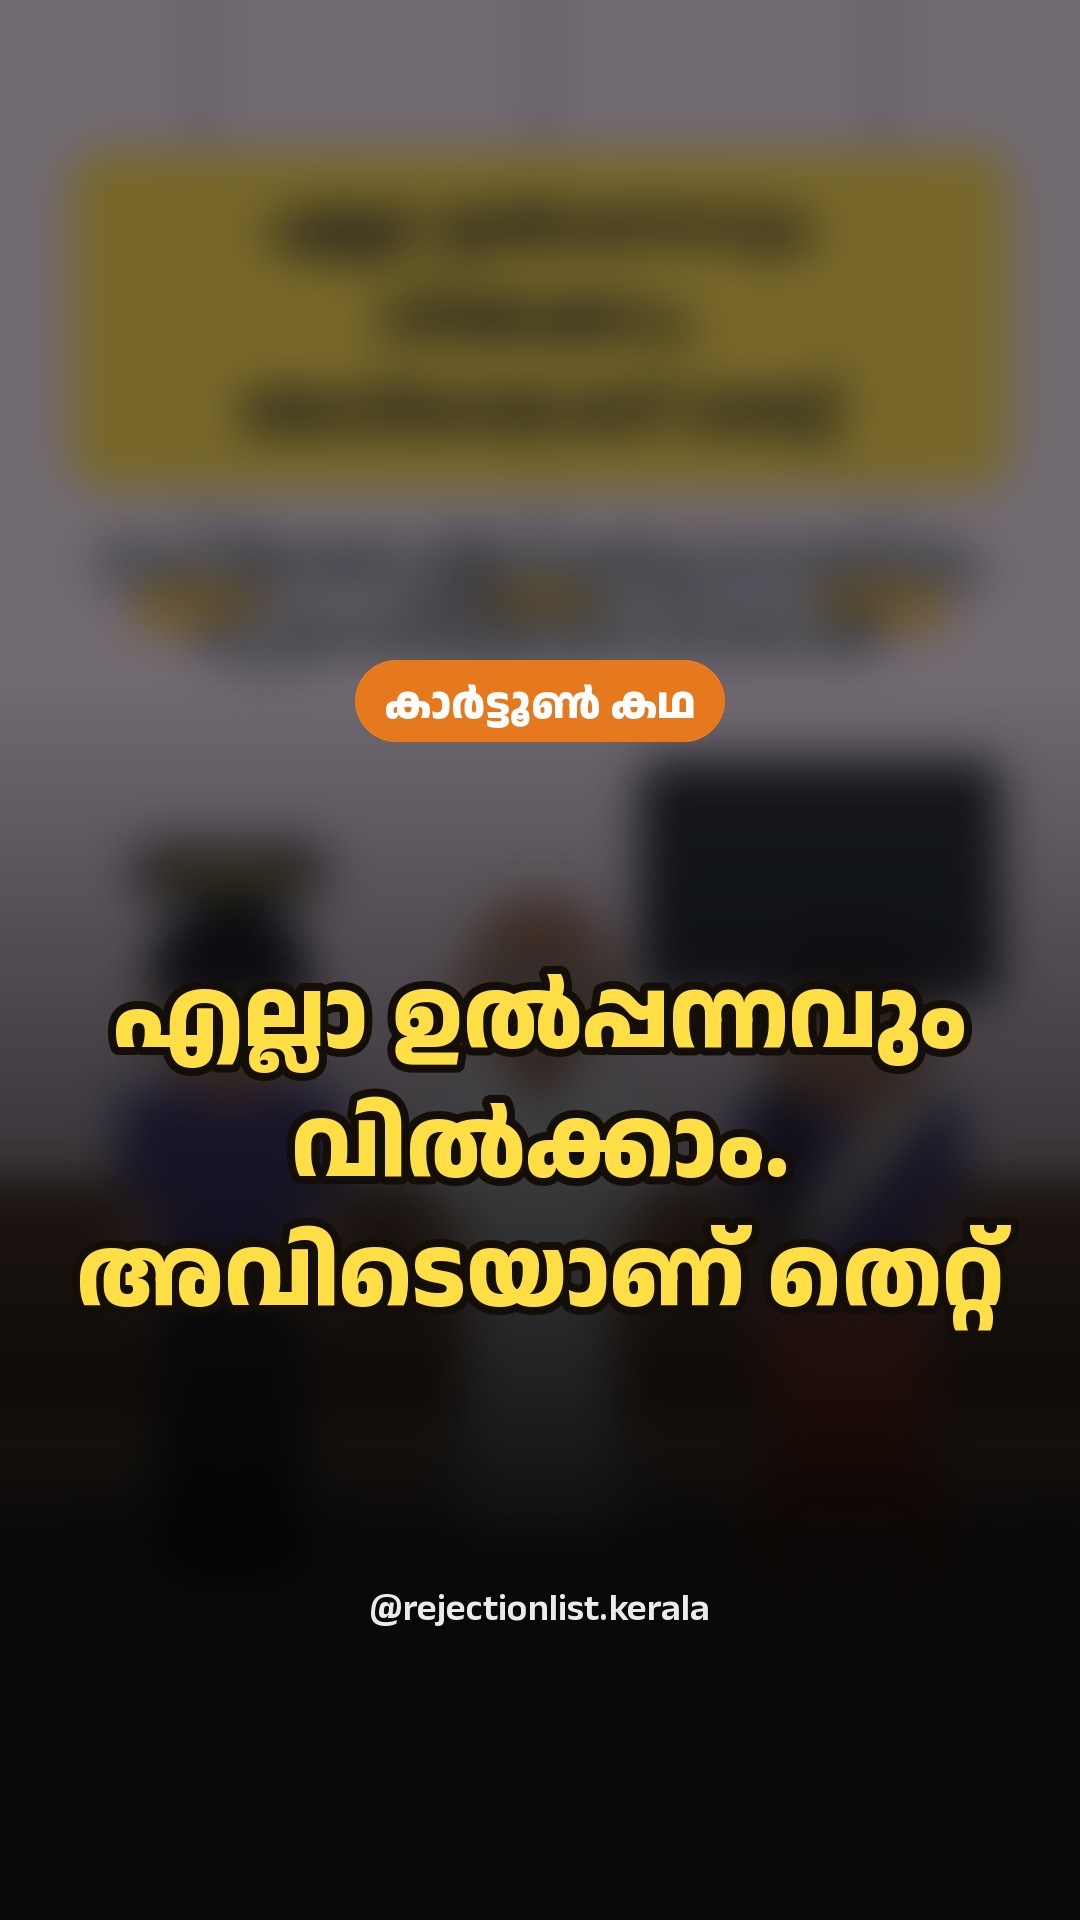 കാർട്ടൂൺ കഥ
എല്ലാ ഉൽപ്പന്നവും
വിൽക്കാം.
അവിടെയാണ് തെറ്റ്
@rejectionlist.kerala